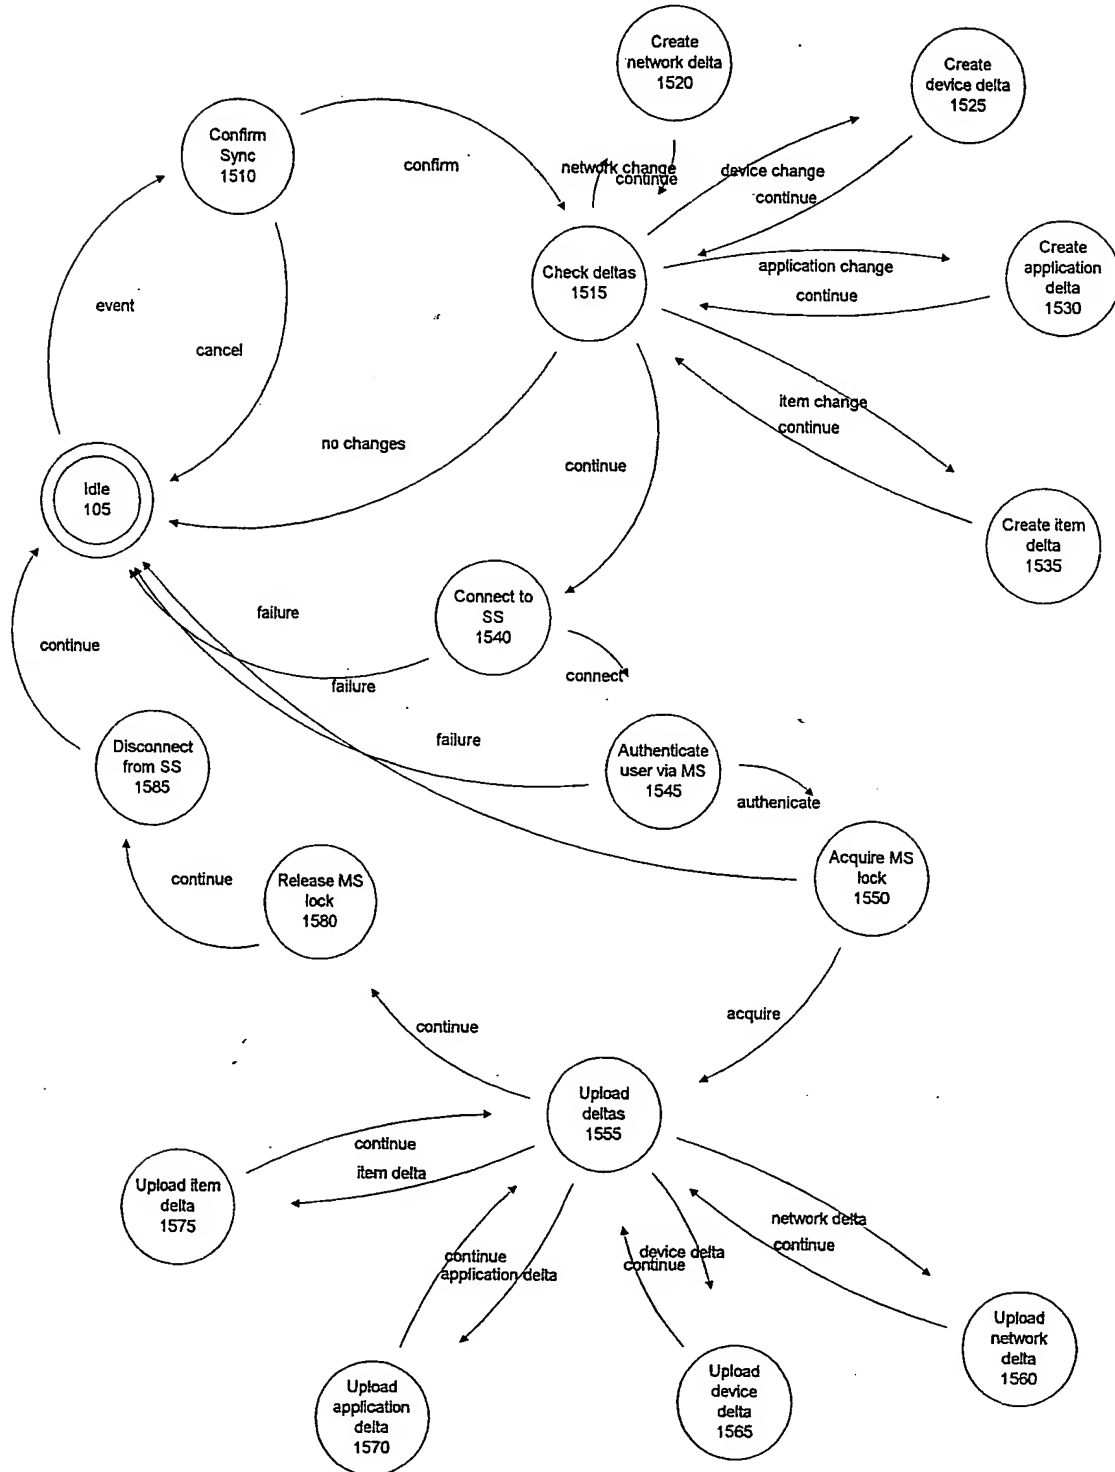 Create
network delta
1520
Create
device delta
1525
Confirm
Sync
1510
confirm
network change
continue
device change
continue
Create
application
delta
1530
Check deltas
1515
application change
continue
event
cancel
item change
continue
no changes
continue
Idle
105
Create item
delta
1535
Connect to
SS
1540
failure
continue
connect
failure
failure
Disconnect
from SS
1585
Authenticate
user via MS
1545
authenicate
Acquire MS
lock
1550
continue
Release MS
lock
1580
acquire
continue
Upload
deltas
1555
continue
item delta
Upload item
delta
1575
network delta
continue
device delta
continue
continue
application delta
Upload
network
delta
1560
Upload
device
delta
1565
Upload
application
delta
1570